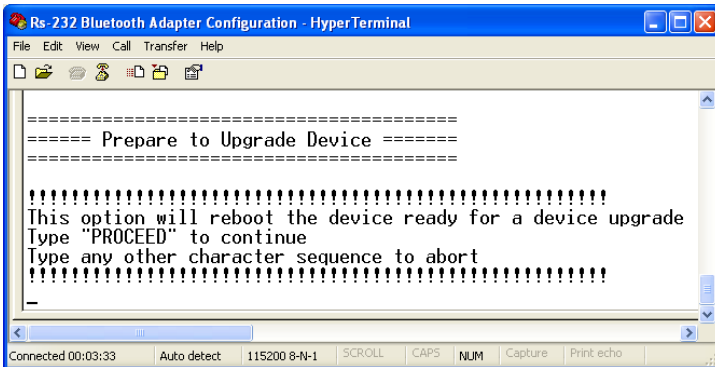 Rs-232 Bluetooth Adapter Configuration - HyperTerminal
File Edit View Call Transfer Help
========================================
====== Prepare to Upgrade Device =======
========================================
!!!!!!!!!!!!!!!!!!!!!!!!!!!!!!!!!!!!!!!!!!!!!!!!!!!!!!
This option will reboot the device ready for a device upgrade
Type "PROCEED" to continue
Type any other character sequence to abort
!!!!!!!!!!!!!!!!!!!!!!!!!!!!!!!!!!!!!!!!!!!!!!!!!!!!!!
_
Connected 00:03:33 Auto detect 115200 8-N-1 SCROLL CAPS NUM Capture Print echo